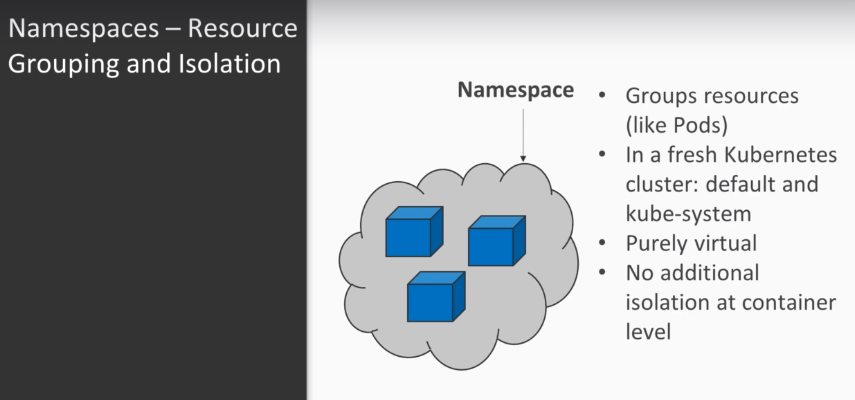 Namespaces – Resource
Grouping and Isolation
Namespace
• Groups resources
(like Pods)
• In a fresh Kubernetes
cluster: default and
kube-system
• Purely virtual
• No additional
isolation at container
level